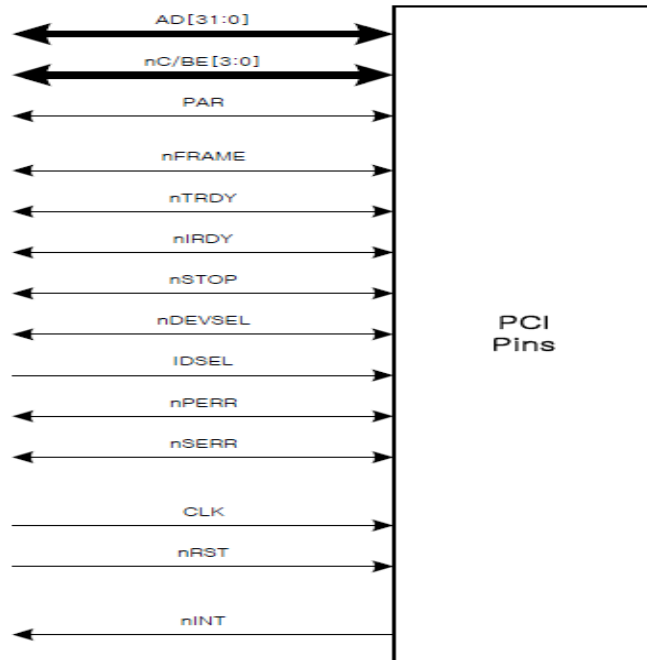 AD[31:0]
nC/BE[3:0]
PAR
nFRAME
nTRDY
nIRDY
nSTOP
nDEVSEL
IDSEL
nPERR
nSERR
CLK
nRST
nINT
PCI
Pins